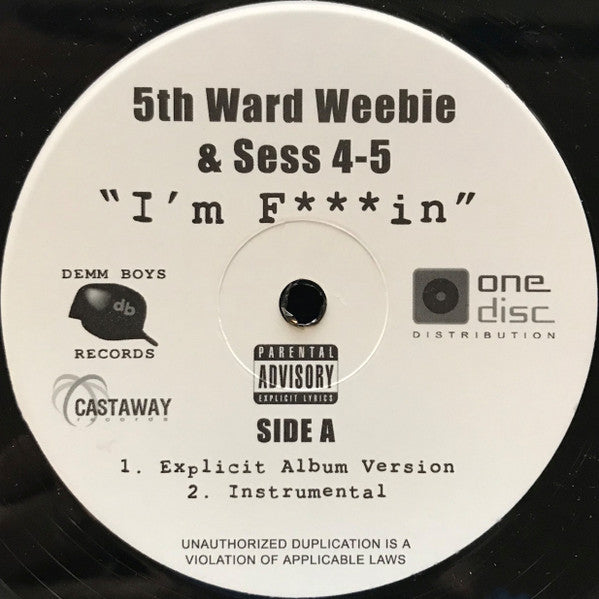 5th Ward Weebie
& Sess 4-5
"I'm F***in"
DEMM BOYS
db
RECORDS
one
disc
DISTRIBUTION
CASTAWAY
records
PARENTAL
ADVISORY
EXPLICIT LYRICS
SIDE A
1. Explicit Album Version
2. Instrumental
UNAUTHORIZED DUPLICATION IS A
VIOLATION OF APPLICABLE LAWS